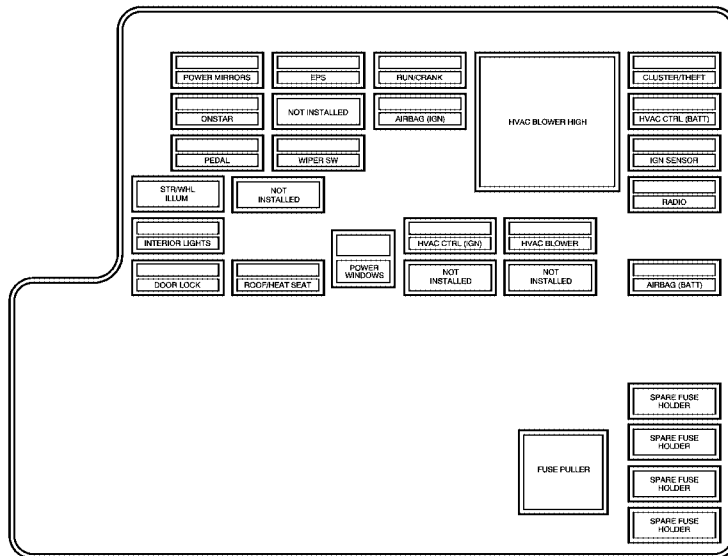 POWER MIRRORS
EPS
RUN/CRANK
HVAC BLOWER HIGH
CLUSTER/THEFT
ONSTAR
NOT INSTALLED
AIRBAG (IGN)
HVAC CTRL (BATT)
PEDAL
WIPER SW
IGN SENSOR
STR/WHL
ILLUM
NOT
INSTALLED
RADIO
INTERIOR LIGHTS
POWER
WINDOWS
HVAC CTRL (IGN)
HVAC BLOWER
DOOR LOCK
ROOF/HEAT SEAT
NOT
INSTALLED
NOT
INSTALLED
AIRBAG (BATT)
SPARE FUSE
HOLDER
SPARE FUSE
HOLDER
FUSE PULLER
SPARE FUSE
HOLDER
SPARE FUSE
HOLDER